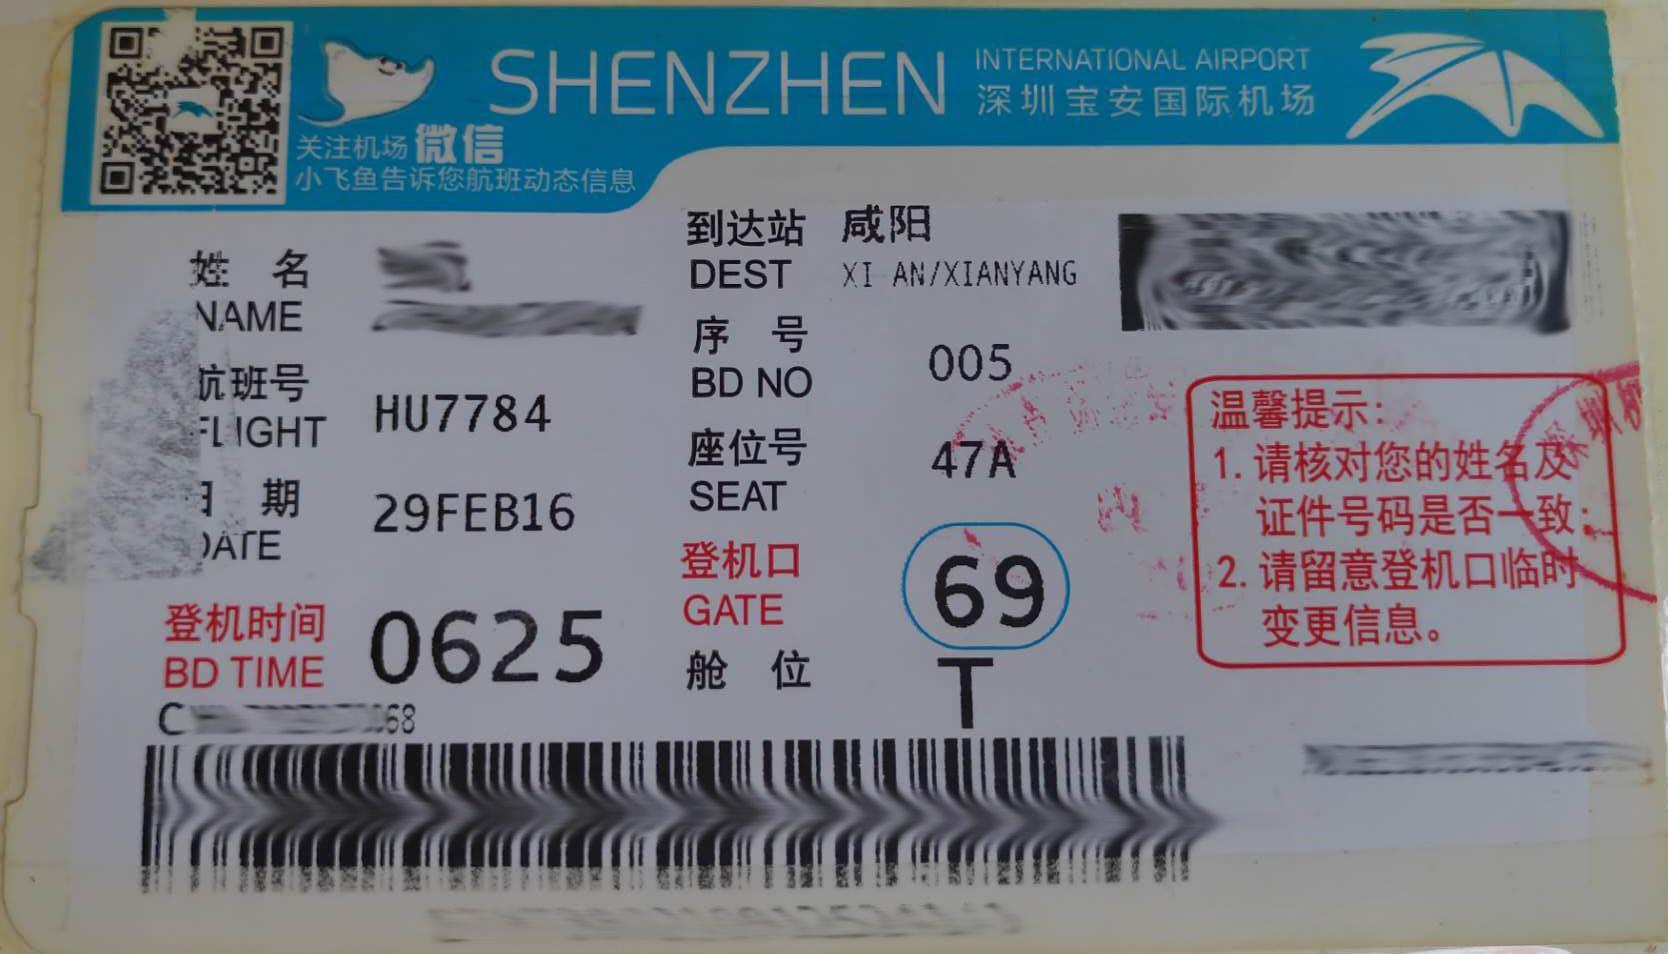 SHENZHEN
INTERNATIONAL AIRPORT
深圳宝安国际机场
关注机场 微信
小飞鱼告诉您航班动态信息
姓 名
NAME
航班号
FLIGHT HU7784
日 期
DATE 29FEB16
登机时间
BD TIME 0625
到达站 咸阳
DEST XI AN/XIANYANG
序 号
BD NO 005
座位号
SEAT 47A
登机口
GATE 69
舱 位 T
温馨提示:
1. 请核对您的姓名及
证件号码是否一致;
2. 请留意登机口临时
变更信息。